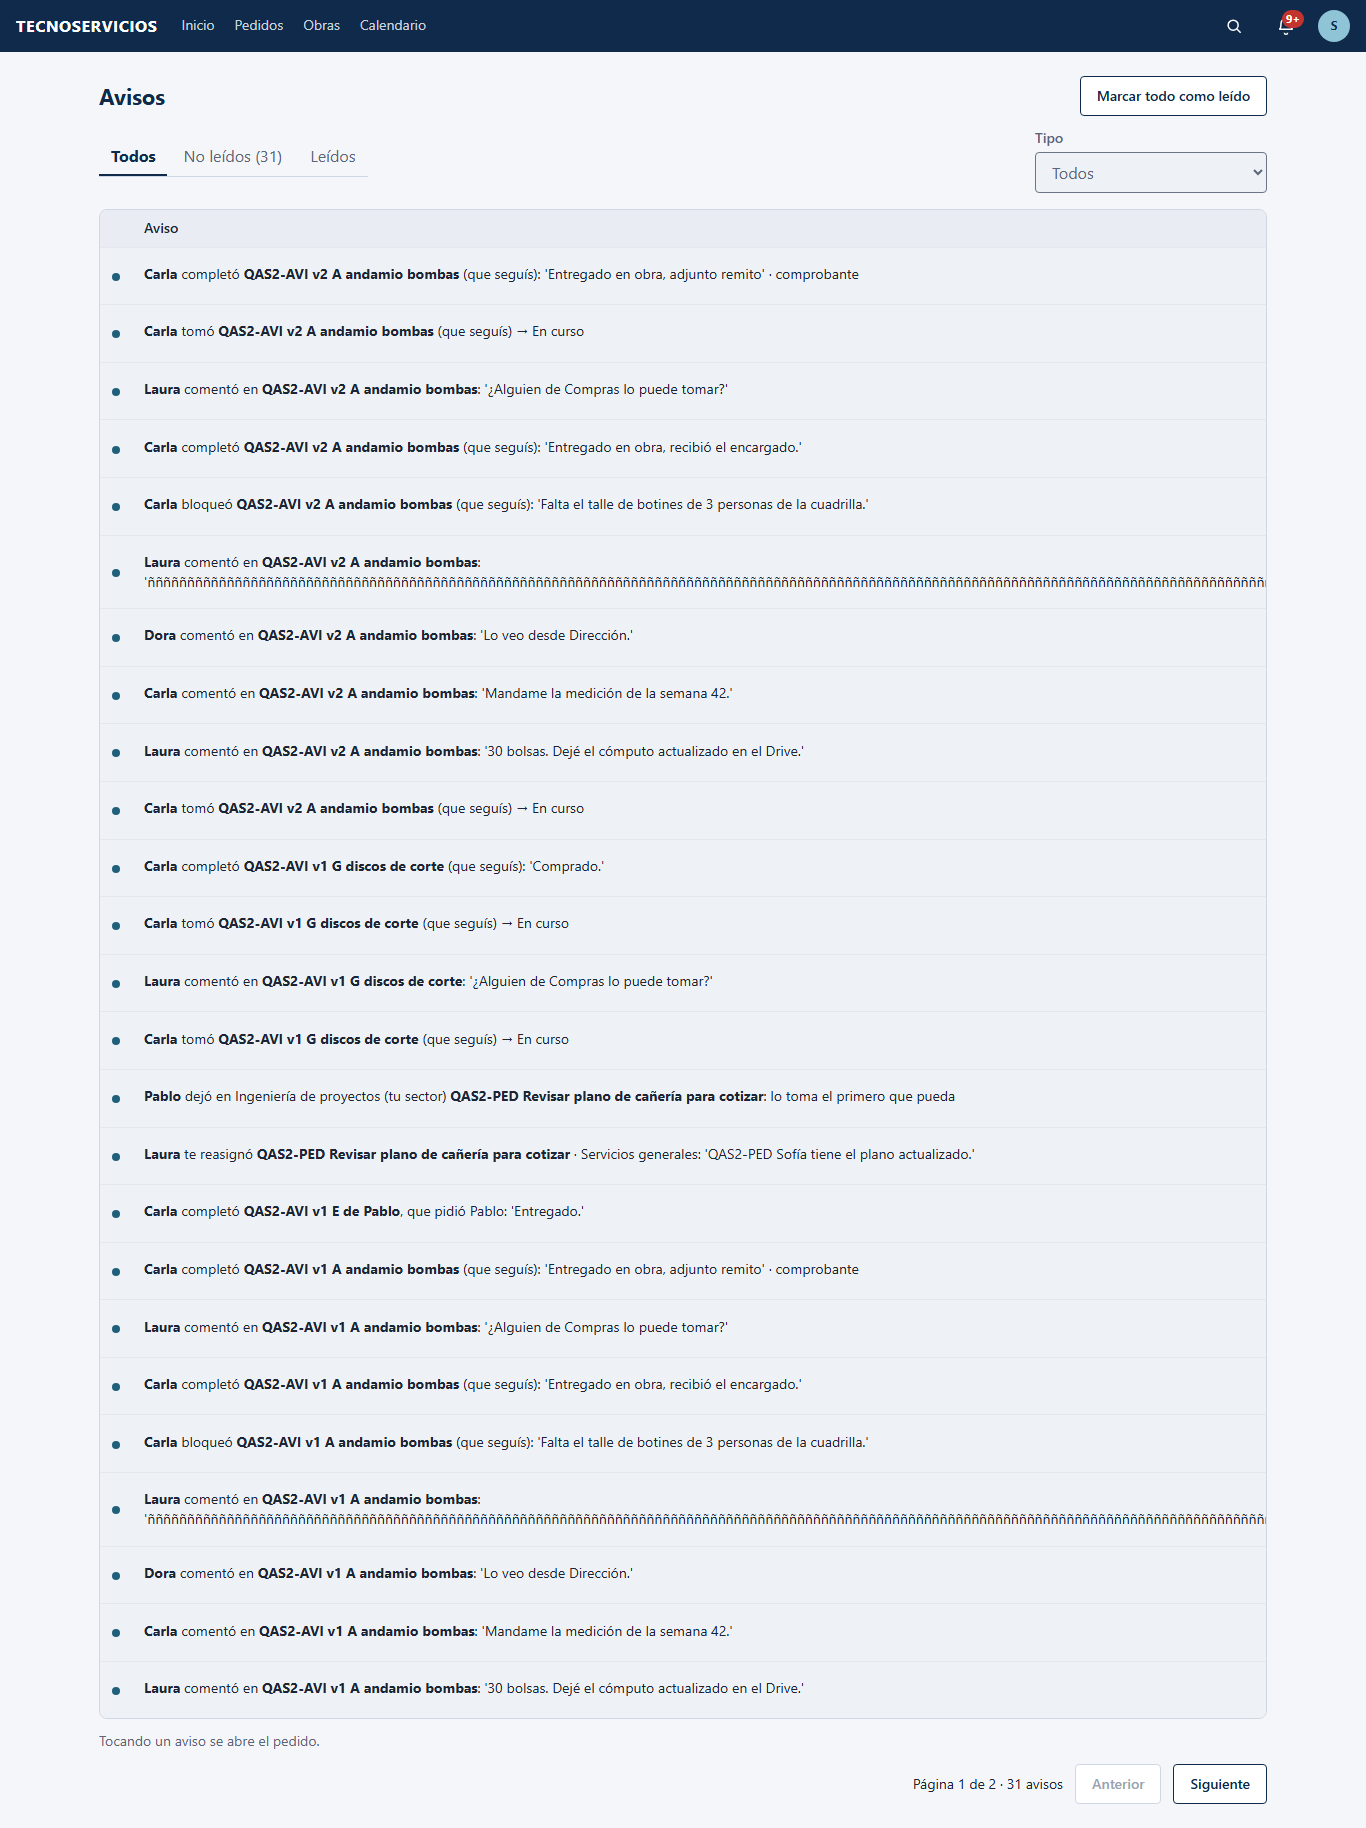 TECNOSERVICIOS Inicio Pedidos Obras Calendario 9+ S
Avisos
Marcar todo como leído
Todos No leídos (31) Leídos
Tipo
Todos
Aviso
Carla completó QAS2-AVI v2 A andamio bombas (que seguís): 'Entregado en obra, adjunto remito' · comprobante
Carla tomó QAS2-AVI v2 A andamio bombas (que seguís) → En curso
Laura comentó en QAS2-AVI v2 A andamio bombas: '¿Alguien de Compras lo puede tomar?'
Carla completó QAS2-AVI v2 A andamio bombas (que seguís): 'Entregado en obra, recibió el encargado.'
Carla bloqueó QAS2-AVI v2 A andamio bombas (que seguís): 'Falta el talle de botines de 3 personas de la cuadrilla.'
Laura comentó en QAS2-AVI v2 A andamio bombas:
Dora comentó en QAS2-AVI v2 A andamio bombas: 'Lo veo desde Dirección.'
Carla comentó en QAS2-AVI v2 A andamio bombas: 'Mandame la medición de la semana 42.'
Laura comentó en QAS2-AVI v2 A andamio bombas: '30 bolsas. Dejé el cómputo actualizado en el Drive.'
Carla tomó QAS2-AVI v2 A andamio bombas (que seguís) → En curso
Carla completó QAS2-AVI v1 G discos de corte (que seguís): 'Comprado.'
Carla tomó QAS2-AVI v1 G discos de corte (que seguís) → En curso
Laura comentó en QAS2-AVI v1 G discos de corte: '¿Alguien de Compras lo puede tomar?'
Carla tomó QAS2-AVI v1 G discos de corte (que seguís) → En curso
Pablo dejó en Ingeniería de proyectos (tu sector) QAS2-PED Revisar plano de cañería para cotizar: lo toma el primero que pueda
Laura te reasignó QAS2-PED Revisar plano de cañería para cotizar · Servicios generales: 'QAS2-PED Sofía tiene el plano actualizado.'
Carla completó QAS2-AVI v1 E de Pablo, que pidió Pablo: 'Entregado.'
Carla completó QAS2-AVI v1 A andamio bombas (que seguís): 'Entregado en obra, adjunto remito' · comprobante
Laura comentó en QAS2-AVI v1 A andamio bombas: '¿Alguien de Compras lo puede tomar?'
Carla completó QAS2-AVI v1 A andamio bombas (que seguís): 'Entregado en obra, recibió el encargado.'
Carla bloqueó QAS2-AVI v1 A andamio bombas (que seguís): 'Falta el talle de botines de 3 personas de la cuadrilla.'
Laura comentó en QAS2-AVI v1 A andamio bombas:
Dora comentó en QAS2-AVI v1 A andamio bombas: 'Lo veo desde Dirección.'
Carla comentó en QAS2-AVI v1 A andamio bombas: 'Mandame la medición de la semana 42.'
Laura comentó en QAS2-AVI v1 A andamio bombas: '30 bolsas. Dejé el cómputo actualizado en el Drive.'
Tocando un aviso se abre el pedido.
Página 1 de 2 · 31 avisos Anterior Siguiente